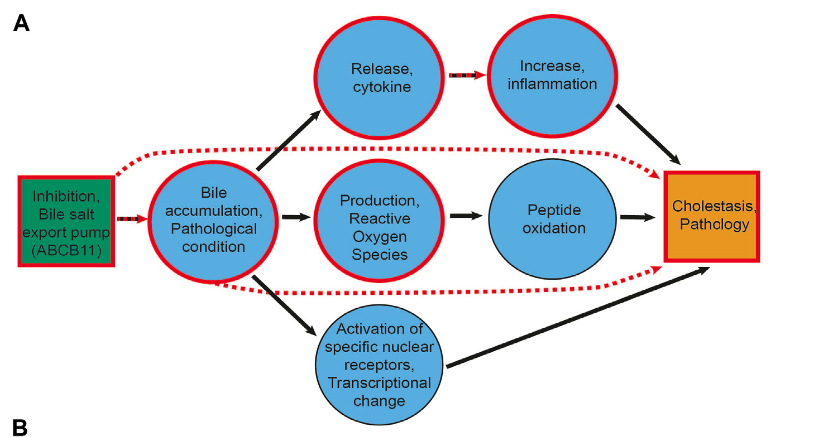 A
Release,
cytokine
Increase,
inflammation
Inhibition,
Bile salt
export pump
(ABCB11)
Bile
accumulation,
Pathological
condition
Production,
Reactive
Oxygen
Species
Peptide
oxidation
Cholestasis,
Pathology
Activation of
specific nuclear
receptors,
Transcriptional
change
B